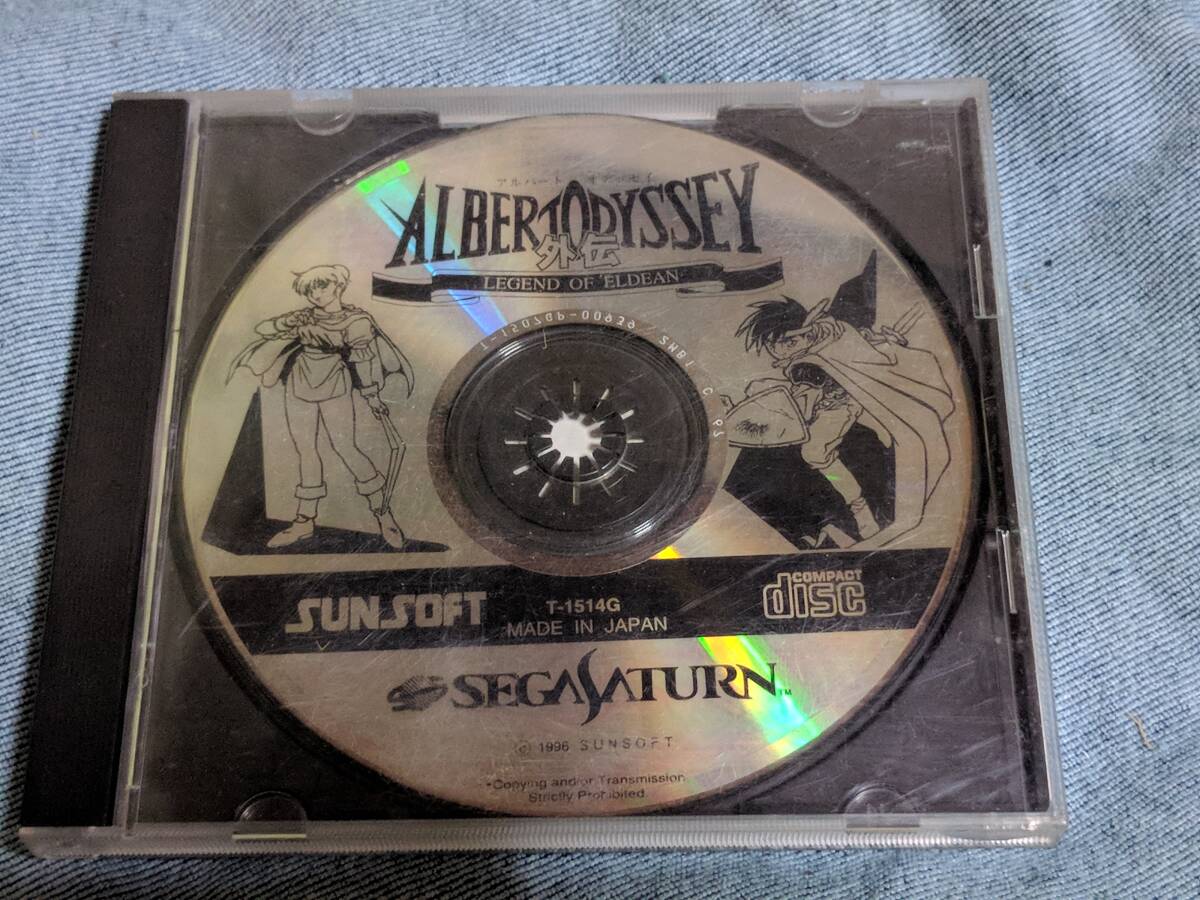 アルバート オデッセイ
ALBERT ODYSSEY
外伝
LEGEND OF ELDEAN
SUNSOFT
T-1514G
MADE IN JAPAN
COMPACT
disc
SEGA SATURN™
© 1996 SUNSOFT
•Copying and/or Transmission
Strictly Prohibited.